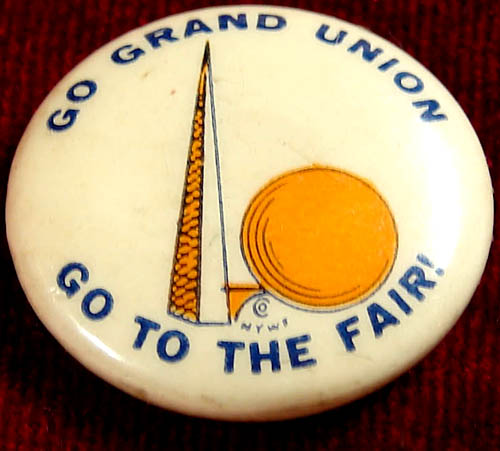 GO GRAND UNION
©
NYWF
GO TO THE FAIR!